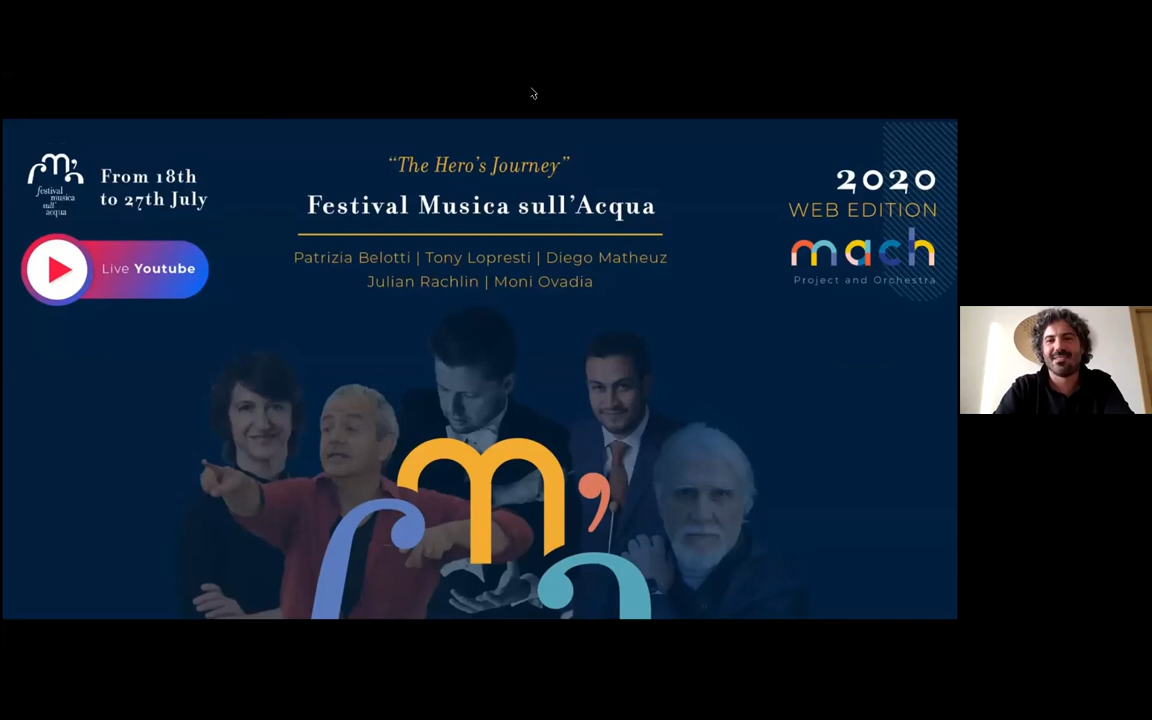 festival
musica
sull'
acqua
From 18th
to 27th July
Live Youtube
“The Hero’s Journey”
Festival Musica sull’Acqua
Patrizia Belotti | Tony Lopresti | Diego Matheuz
Julian Rachlin | Moni Ovadia
2020
WEB EDITION
mach
Project and Orchestra